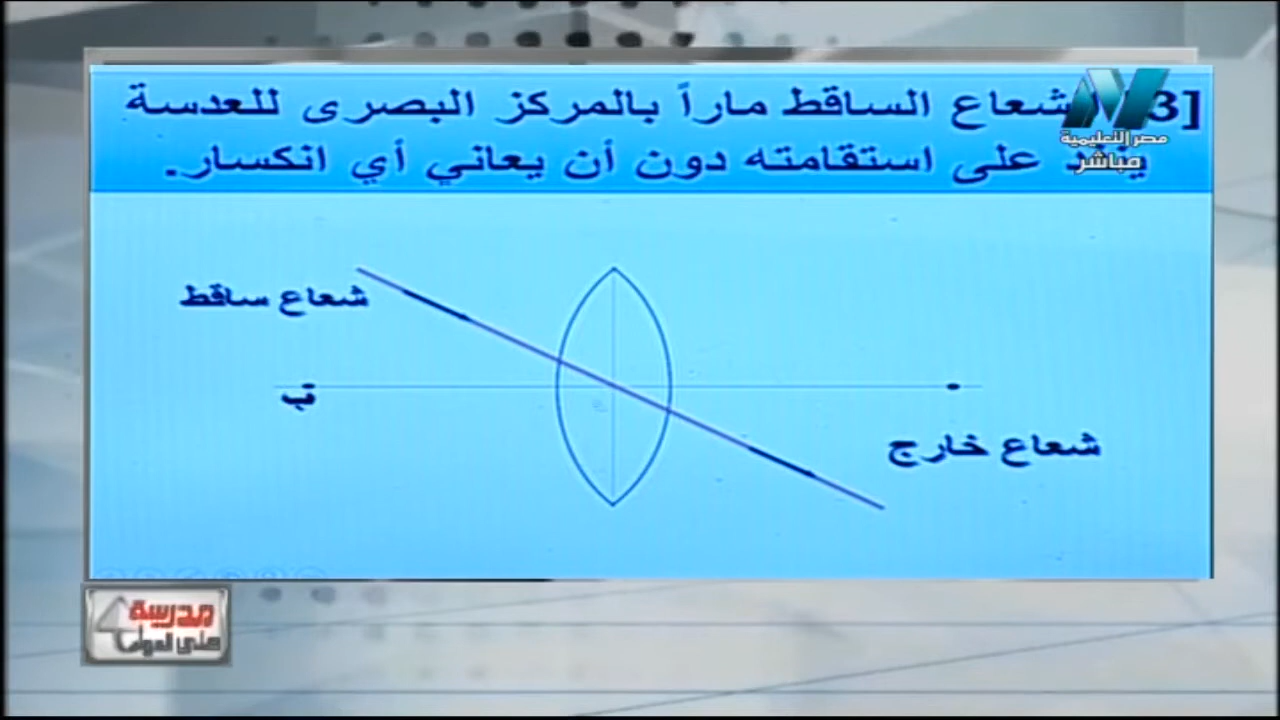 [3] الشعاع الساقط ماراً بالمركز البصرى للعدسة
على استقامته دون أن يعاني أي انكسار.
مصر التعليمية
مباشر
شعاع ساقط
ب
شعاع خارج
مدرسة
على الهواء